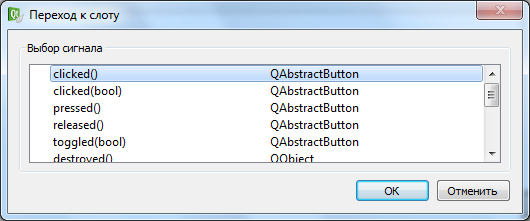 Переход к слоту
Выбор сигнала
clicked() QAbstractButton
clicked(bool) QAbstractButton
pressed() QAbstractButton
released() QAbstractButton
toggled(bool) QAbstractButton
destroyed() QObject
OK Отменить